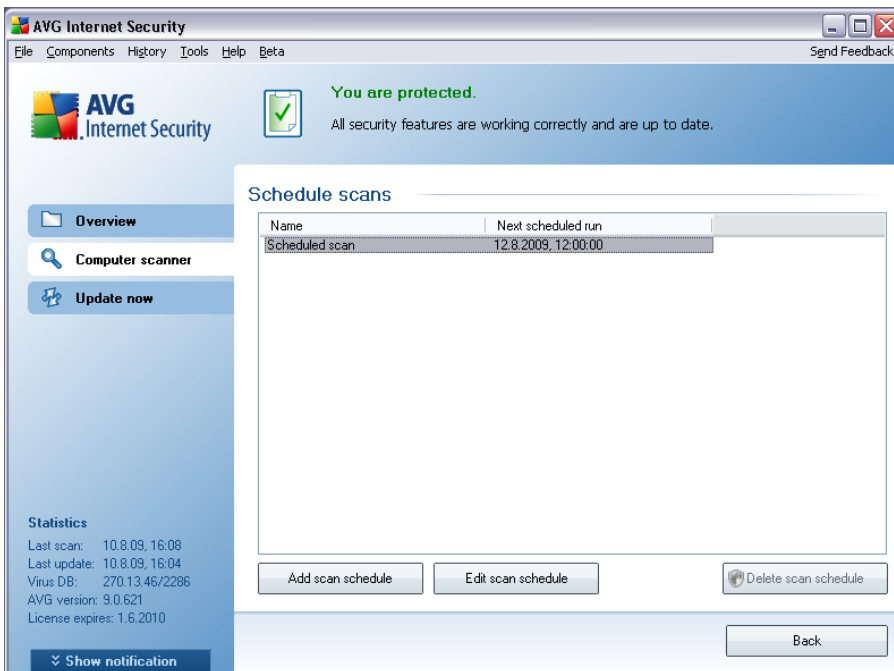 AVG Internet Security
File Components History Tools Help Beta Send Feedback
AVG
Internet Security
You are protected.
All security features are working correctly and are up to date.
Overview
Computer scanner
Update now
Schedule scans
Name Next scheduled run
Scheduled scan 12.8.2009, 12:00:00
Statistics
Last scan: 10.8.09, 16:08
Last update: 10.8.09, 16:04
Virus DB: 270.13.46/2286
AVG version: 9.0.621
License expires: 1.6.2010
Show notification
Add scan schedule Edit scan schedule Delete scan schedule
Back